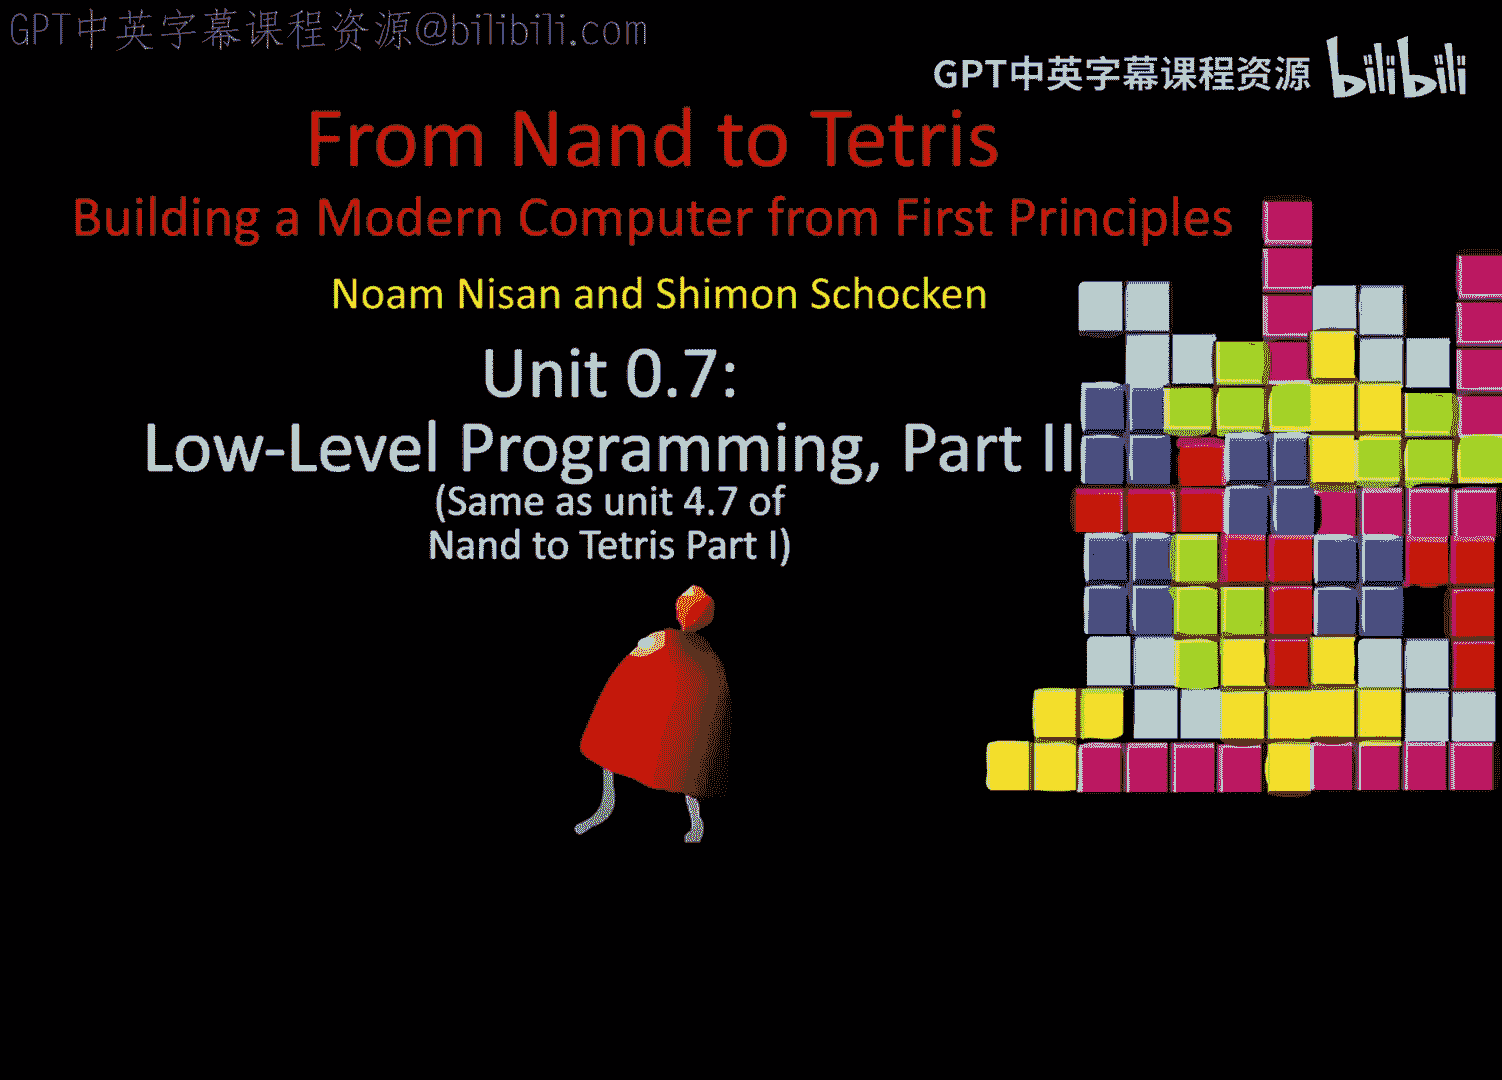 GPT中英字幕课程资源@bilibili.com
GPT中英字幕课程资源 bilibili
From Nand to Tetris
Building a Modern Computer from First Principles
Noam Nisan and Shimon Schocken
Unit 0.7:
Low-Level Programming, Part II
(Same as unit 4.7 of
Nand to Tetris Part I)